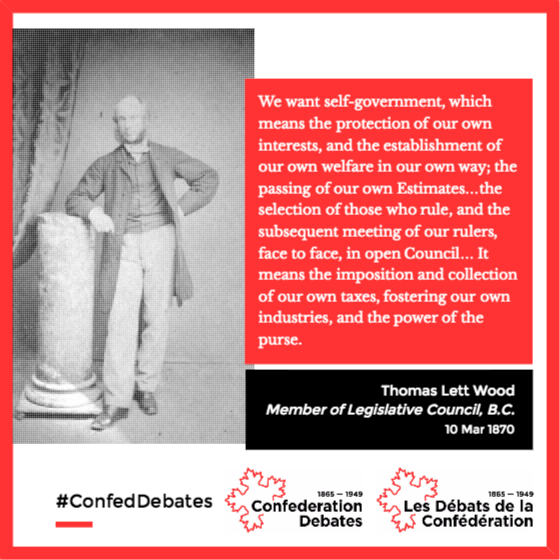 We want self-government, which
means the protection of our own
interests, and the establishment of
our own welfare in our own way; the
passing of our own Estimates...the
selection of those who rule, and the
subsequent meeting of our rulers,
face to face, in open Council... It
means the imposition and collection
of our own taxes, fostering our own
industries, and the power of the
purse.
Thomas Lett Wood
Member of Legislative Council, B.C.
10 Mar 1870
#ConfedDebates
1865 — 1949
Confederation
Debates
1865 — 1949
Les Débats de la
Confédération